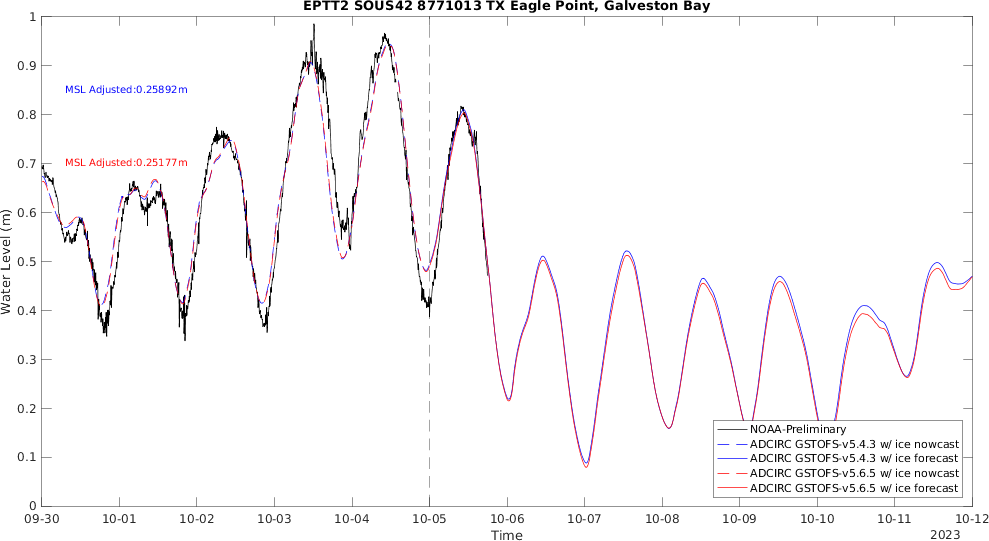 EPTT2 SOUS42 8771013 TX Eagle Point, Galveston Bay
1
0.9
0.8
0.7
0.6
0.5
0.4
0.3
0.2
0.1
0
Water Level (m)
MSL Adjusted:0.25892m
MSL Adjusted:0.25177m
NOAA-Preliminary
ADCIRC GSTOFS-v5.4.3 w/ ice nowcast
ADCIRC GSTOFS-v5.4.3 w/ ice forecast
ADCIRC GSTOFS-v5.6.5 w/ ice nowcast
ADCIRC GSTOFS-v5.6.5 w/ ice forecast
09-30 10-01 10-02 10-03 10-04 10-05 10-06 10-07 10-08 10-09 10-10 10-11 10-12
Time
2023